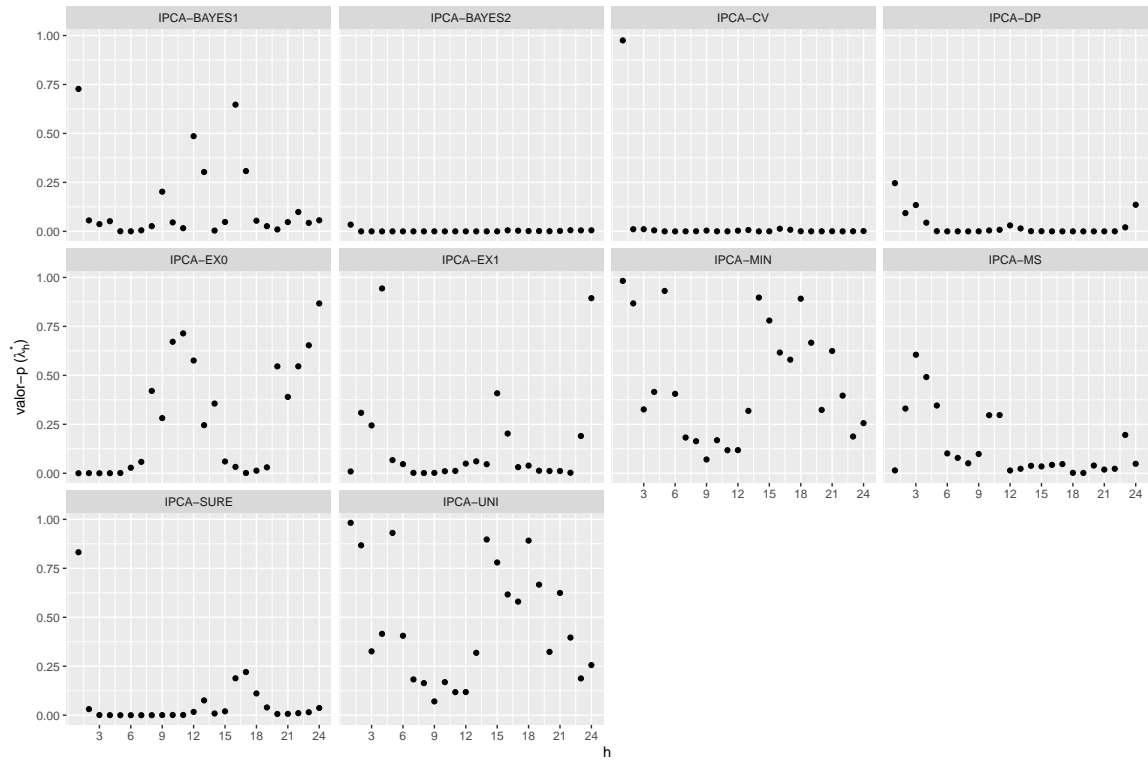 IPCA−BAYES1 IPCA−BAYES2 IPCA−CV IPCA−DP
1.00
0.75
0.50
0.25
0.00
IPCA−EX0 IPCA−EX1 IPCA−MIN IPCA−MS
1.00
0.75
0.50
0.25
0.00
3 6 9 12 15 18 21 24 3 6 9 12 15 18 21 24
IPCA−SURE IPCA−UNI
1.00
0.75
0.50
0.25
0.00
3 6 9 12 15 18 21 24 3 6 9 12 15 18 21 24
h
valor−p (λ*h)